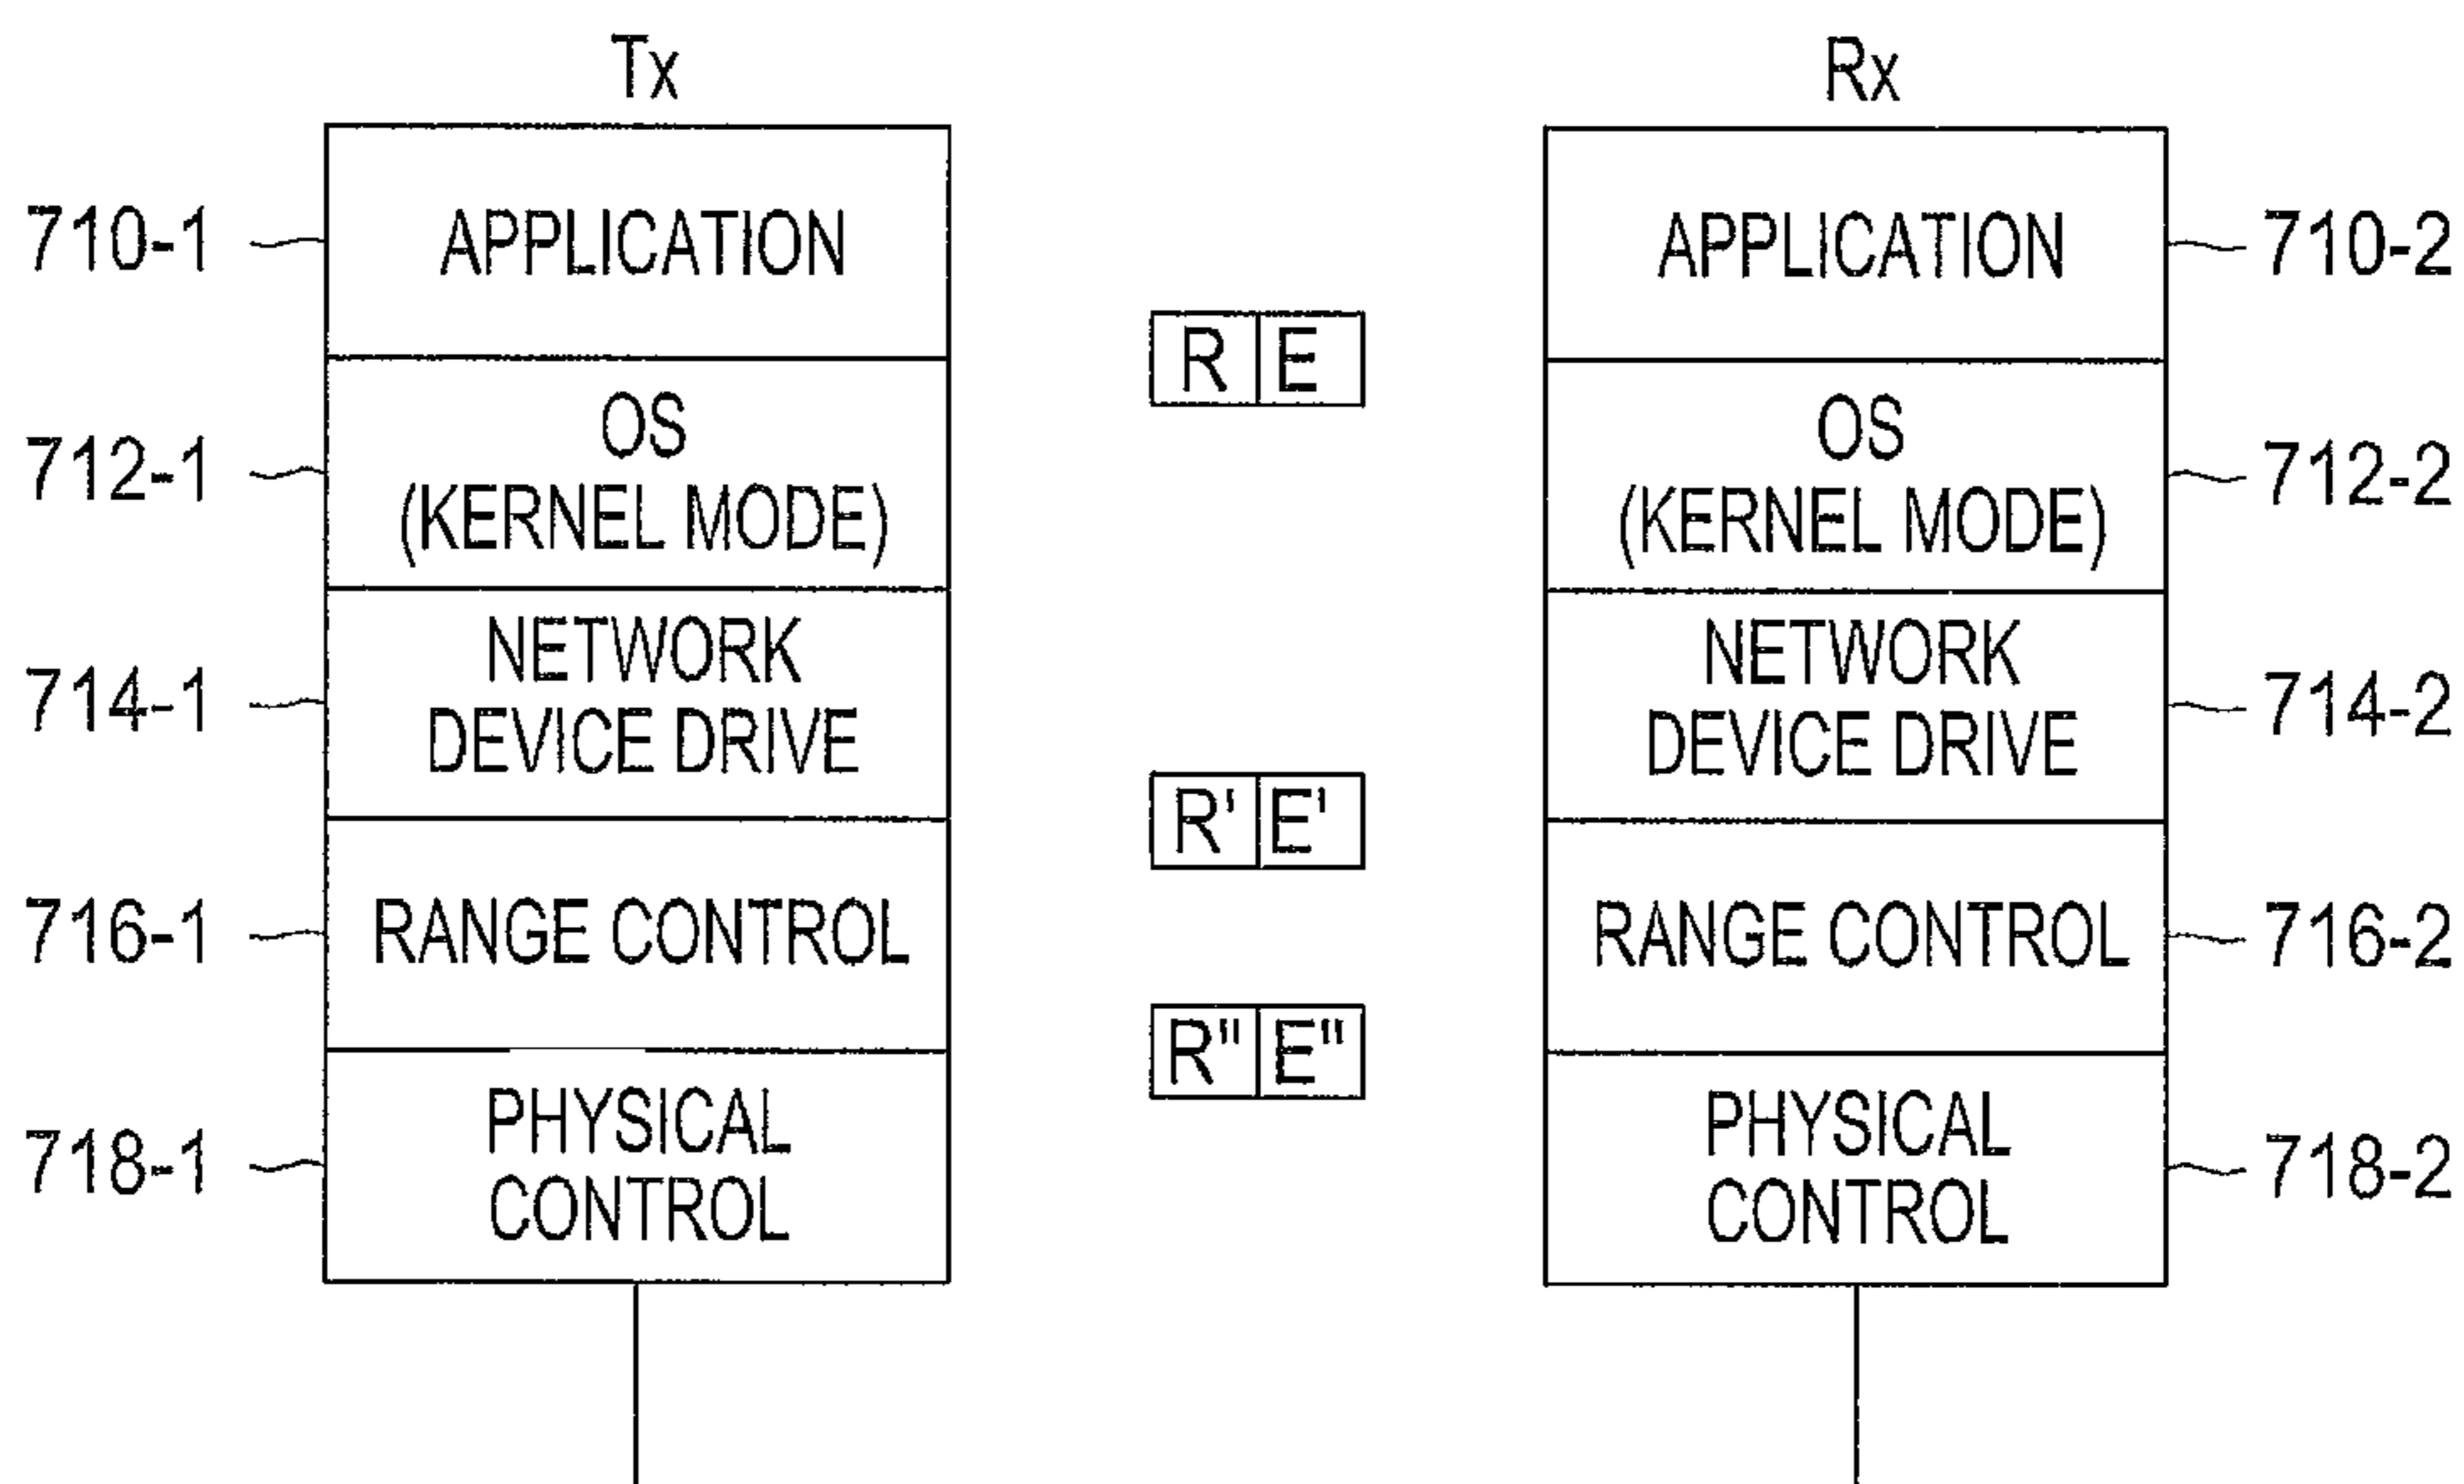 Tx
Rx
710-1
APPLICATION
APPLICATION
710-2
R E
712-1
OS
(KERNEL MODE)
OS
(KERNEL MODE)
712-2
714-1
NETWORK
DEVICE DRIVE
NETWORK
DEVICE DRIVE
714-2
R' E'
716-1
RANGE CONTROL
RANGE CONTROL
716-2
R" E"
718-1
PHYSICAL
CONTROL
PHYSICAL
CONTROL
718-2